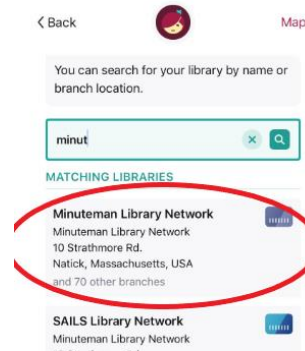 Back
Map
You can search for your library by name or
branch location.
minut
MATCHING LIBRARIES
Minuteman Library Network
Minuteman Library Network
10 Strathmore Rd.
Natick, Massachusetts, USA
and 70 other branches
SAILS Library Network
Minuteman Library Network